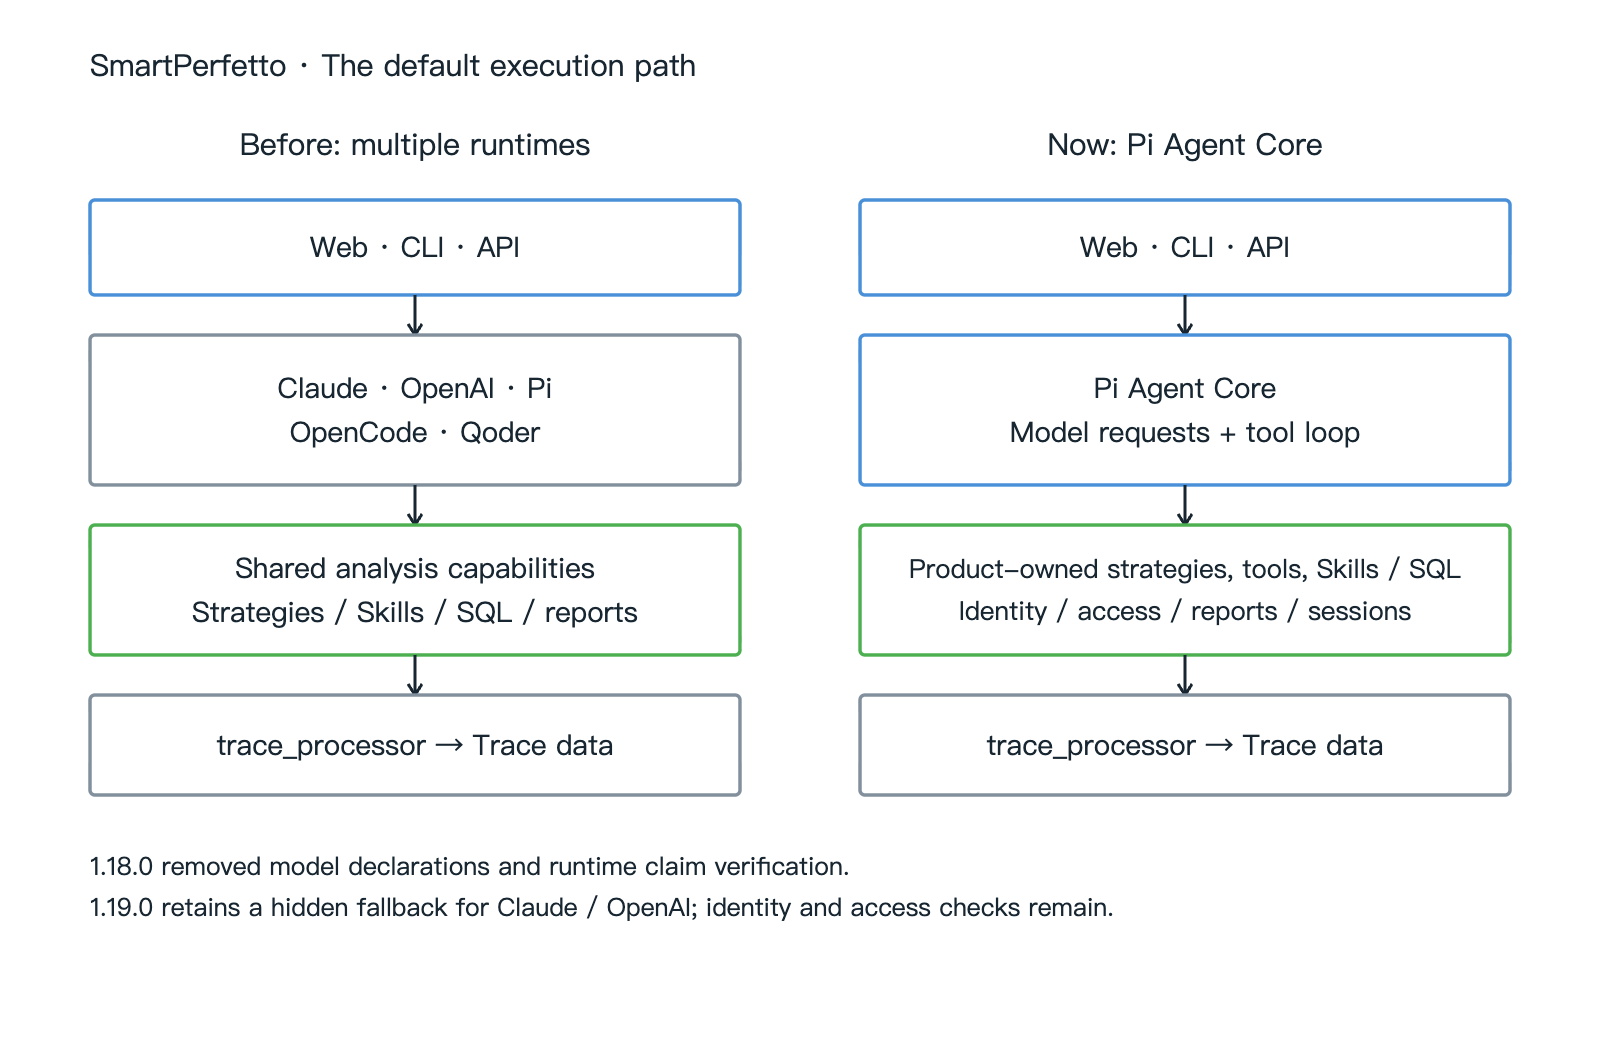 SmartPerfetto · The default execution path
Before: multiple runtimes
Web · CLI · API
Claude · OpenAI · Pi
OpenCode · Qoder
Shared analysis capabilities
Strategies / Skills / SQL / reports
trace_processor → Trace data
Now: Pi Agent Core
Web · CLI · API
Pi Agent Core
Model requests + tool loop
Product–owned strategies, tools, Skills / SQL
Identity / access / reports / sessions
trace_processor → Trace data
1.18.0 removed model declarations and runtime claim verification.
1.19.0 retains a hidden fallback for Claude / OpenAI; identity and access checks remain.